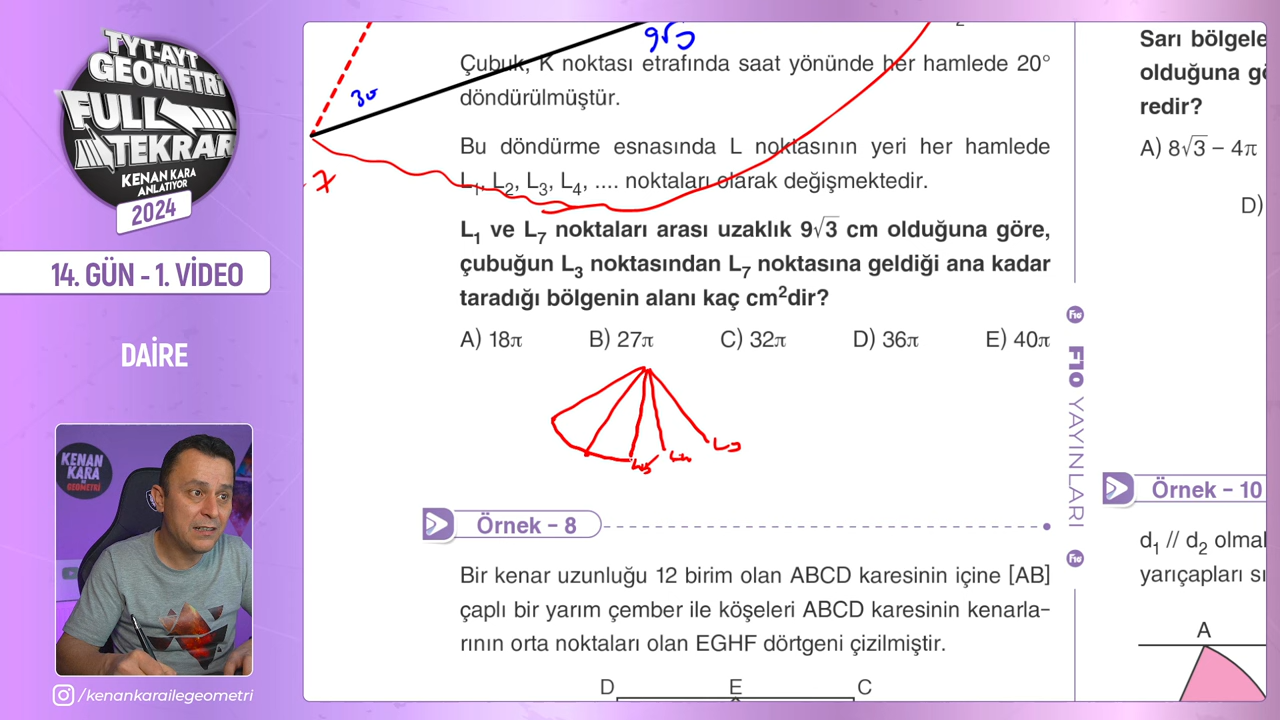 TYT-AYT
GEOMETRİ
FULL
TEKRAR
KENAN KARA
ANLATIYOR
2024
14. GÜN - 1. VİDEO
DAİRE
KENAN
KARA
GEOMETRİ
/kenankarailegeometri
9√3
30
7
2
Çubuk, K noktası etrafında saat yönünde her hamlede 20°
döndürülmüştür.
Bu döndürme esnasında L noktasının yeri her hamlede
L₁, L₂, L₃, L₄, .... noktaları olarak değişmektedir.
L₁ ve L₇ noktaları arası uzaklık 9√3 cm olduğuna göre,
çubuğun L₃ noktasından L₇ noktasına geldiği ana kadar
taradığı bölgenin alanı kaç cm²dir?
A) 18π B) 27π C) 32π D) 36π E) 40π
L5 L4 L3
Örnek – 8
Bir kenar uzunluğu 12 birim olan ABCD karesinin içine [AB]
çaplı bir yarım çember ile köşeleri ABCD karesinin kenarla-
rının orta noktaları olan EGHF dörtgeni çizilmiştir.
D E C
F10 YAYINLARI
Sarı bölgele
olduğuna gö
redir?
A) 8√3 – 4π
D)
Örnek - 10
d₁ // d₂ olmal
yarıçapları sı
A